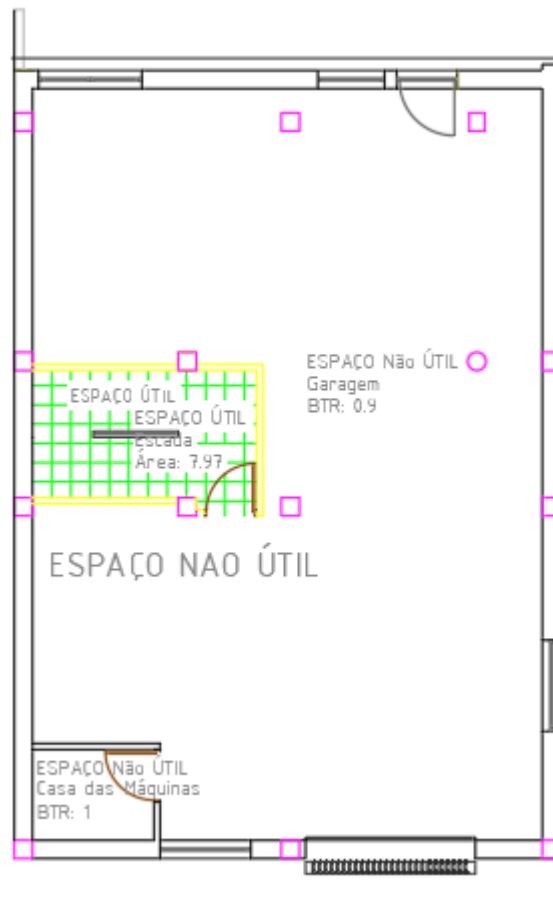 ESPAÇO Não ÚTIL
Garagem
BTR: 0.9
ESPAÇO ÚTIL
ESPAÇO ÚTIL
Escada
Área: 7.97
ESPAÇO NAO ÚTIL
ESPAÇO Não ÚTIL
Casa das Máquinas
BTR: 1